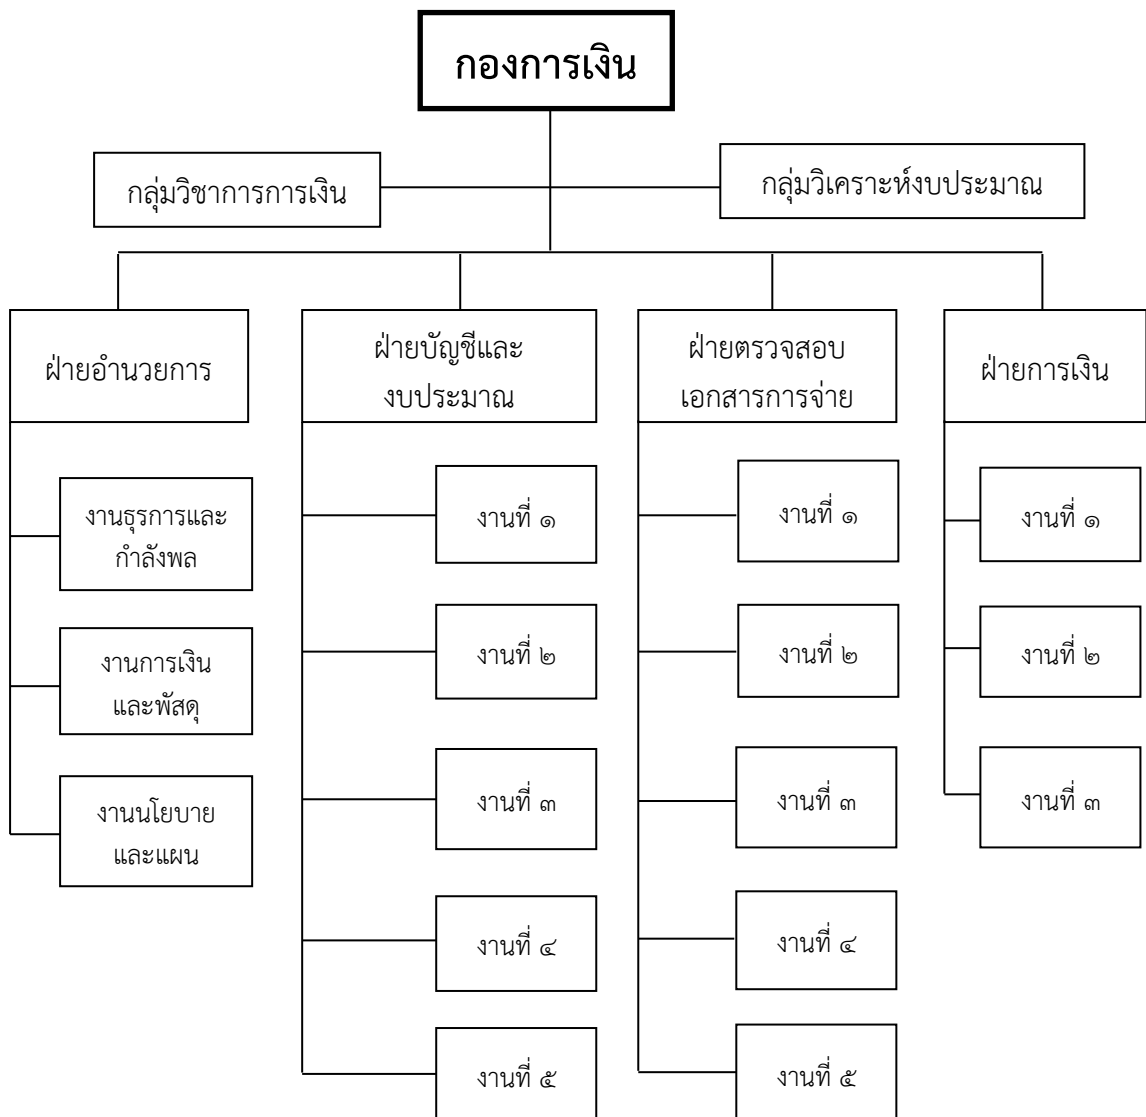 กองการเงิน
กลุ่มวิชาการการเงิน
กลุ่มวิเคราะห์งบประมาณ
ฝ่ายอำนวยการ
งานธุรการและ
กำลังพล
งานการเงิน
และพัสดุ
งานนโยบาย
และแผน
ฝ่ายบัญชีและ
งบประมาณ
งานที่ ๑
งานที่ ๒
งานที่ ๓
งานที่ ๔
งานที่ ๕
ฝ่ายตรวจสอบ
เอกสารการจ่าย
งานที่ ๑
งานที่ ๒
งานที่ ๓
งานที่ ๔
งานที่ ๕
ฝ่ายการเงิน
งานที่ ๑
งานที่ ๒
งานที่ ๓